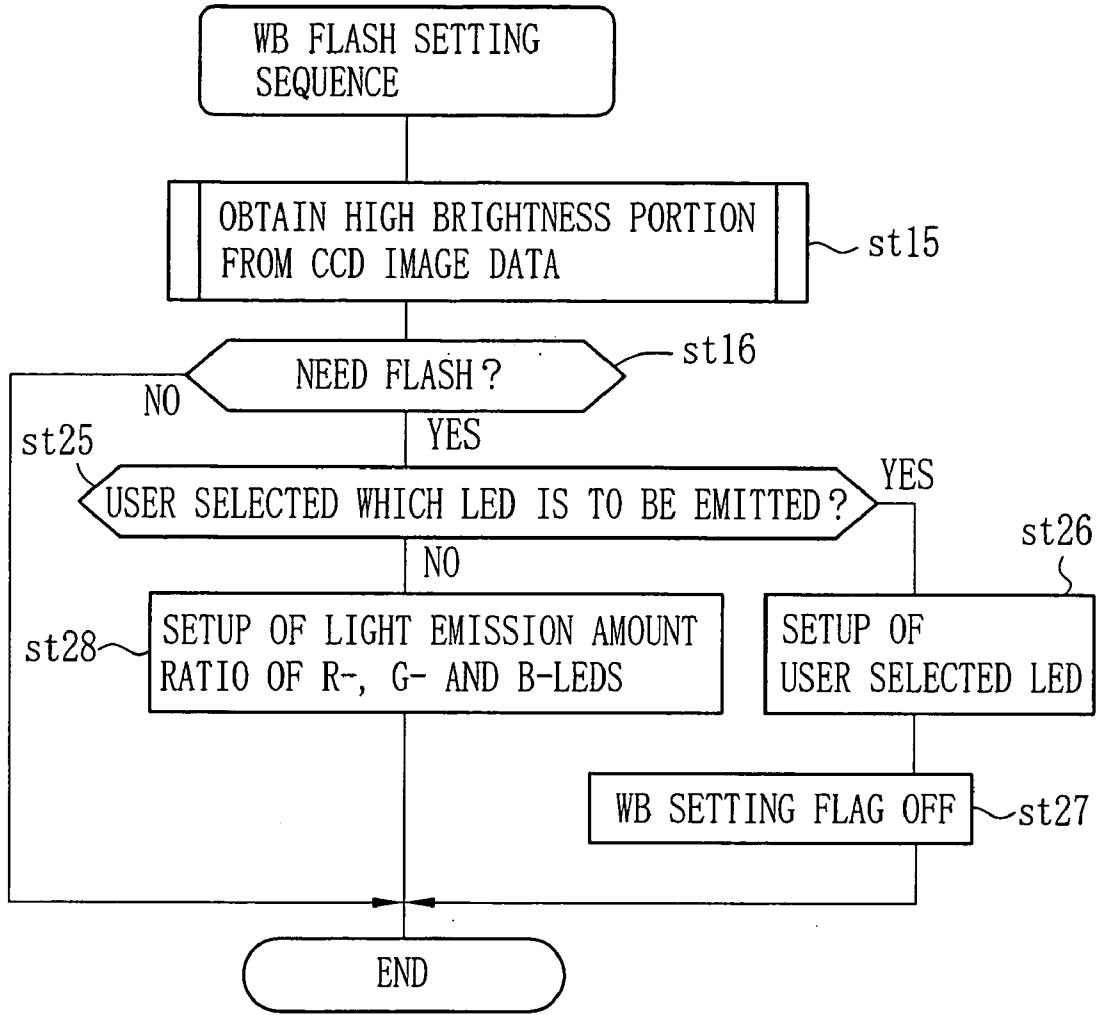 WB FLASH SETTING
SEQUENCE
OBTAIN HIGH BRIGHTNESS PORTION
FROM CCD IMAGE DATA
st15
NEED FLASH?
st16
NO
YES
st25
USER SELECTED WHICH LED IS TO BE EMITTED?
YES
NO
st26
SETUP OF LIGHT EMISSION AMOUNT
RATIO OF R-, G- AND B-LEDS
st28
SETUP OF
USER SELECTED LED
WB SETTING FLAG OFF
st27
END